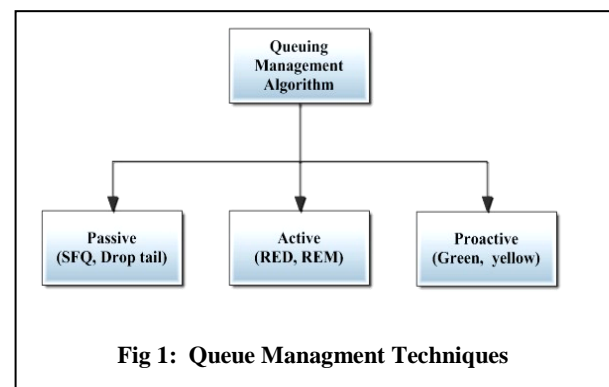 Queuing
Management
Algorithm
Passive
(SFQ, Drop tail)
Active
(RED, REM)
Proactive
(Green, yellow)
Fig 1: Queue Managment Techniques